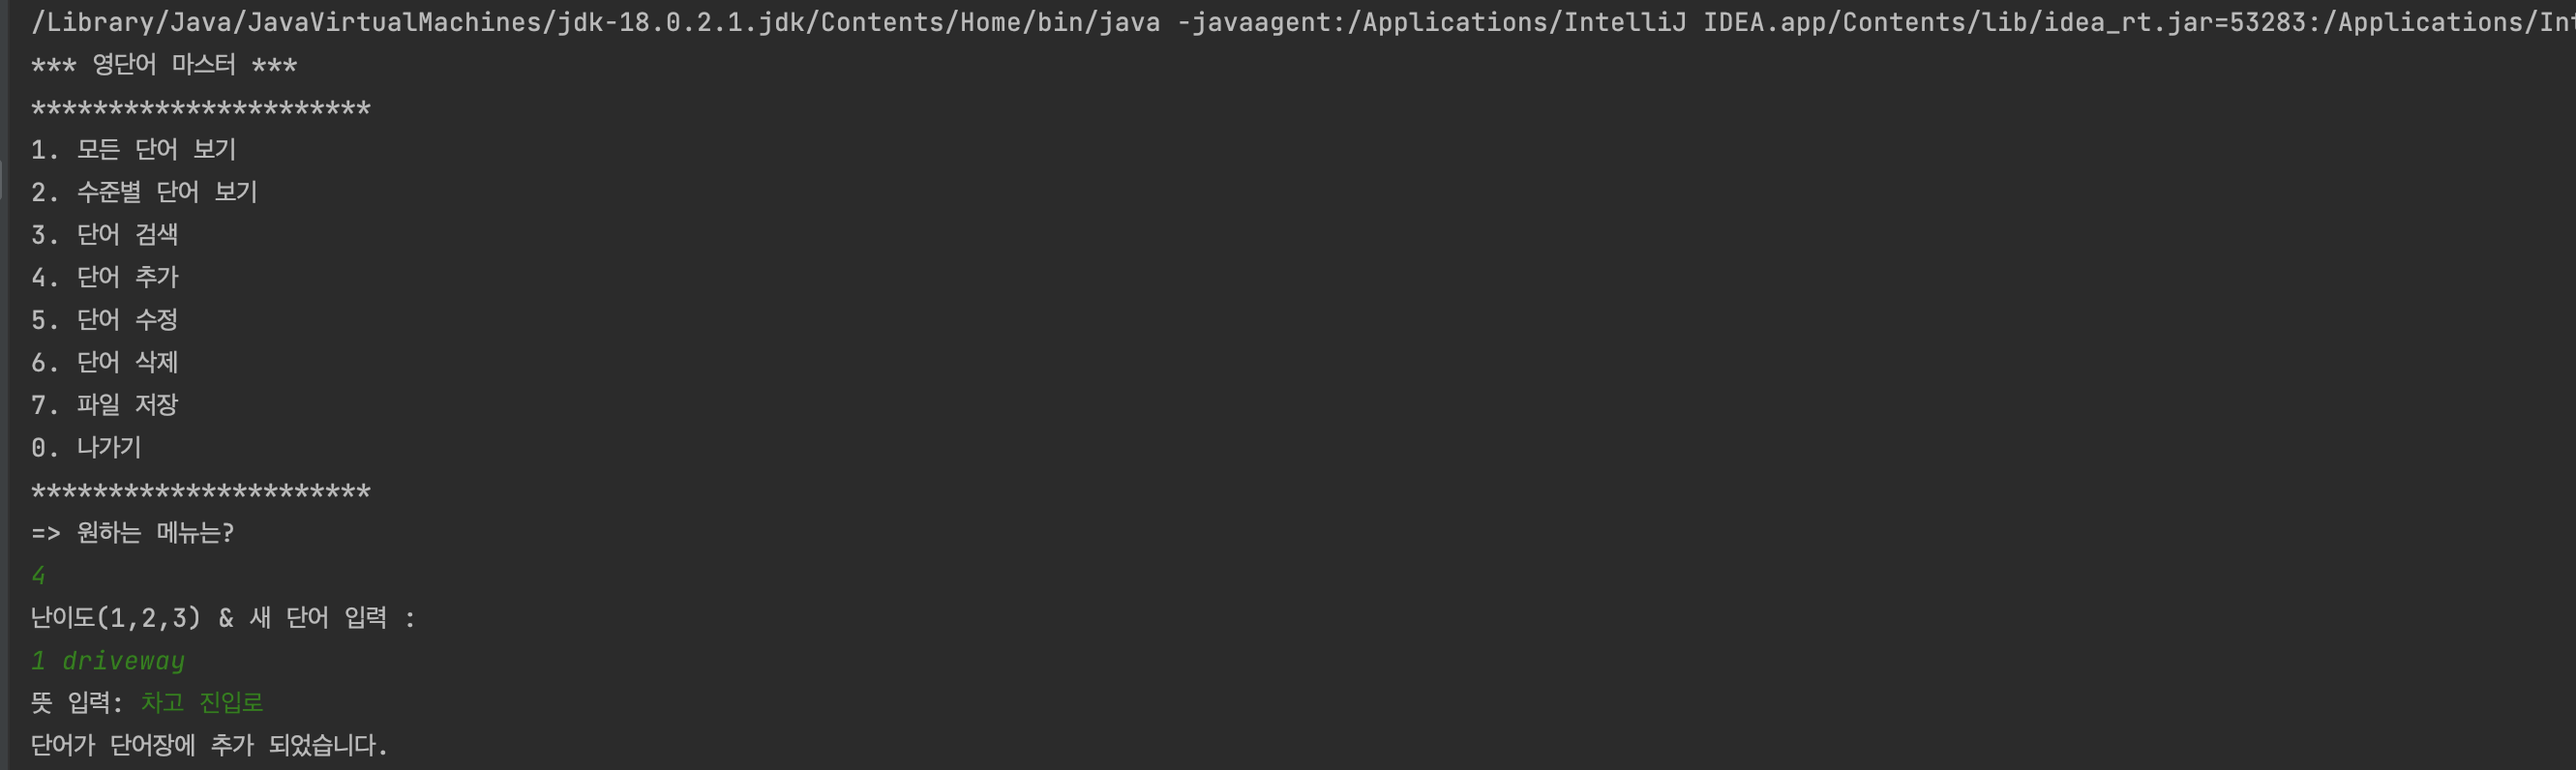 /Library/Java/JavaVirtualMachines/jdk-18.0.2.1.jdk/Contents/Home/bin/java -javaagent:/Applications/IntelliJ IDEA.app/Contents/lib/idea_rt.jar=53283:/Applications/Int
*** 영단어 마스터 ***
**********************
1. 모든 단어 보기
2. 수준별 단어 보기
3. 단어 검색
4. 단어 추가
5. 단어 수정
6. 단어 삭제
7. 파일 저장
0. 나가기
**********************
=> 원하는 메뉴는?
4
난이도(1,2,3) & 새 단어 입력 :
1 driveway
뜻 입력: 차고 진입로
단어가 단어장에 추가 되었습니다.